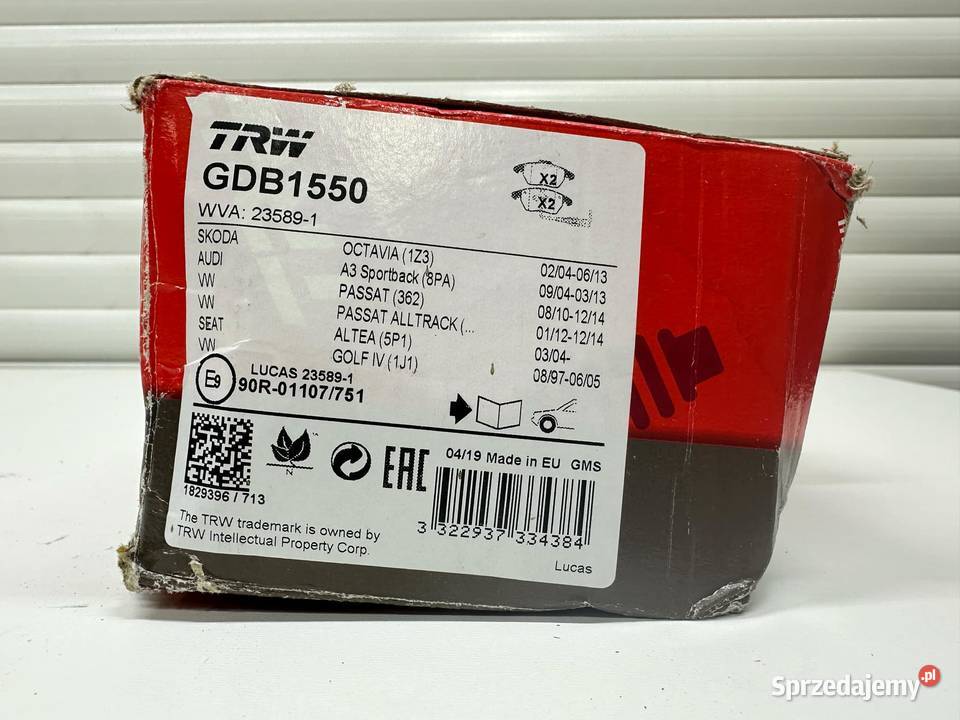 TRW
GDB1550
X2
X2
WVA: 23589-1
SKODA OCTAVIA (1Z3) 02/04-06/13
AUDI A3 Sportback (8PA) 09/04-03/13
VW PASSAT (362) 08/10-12/14
VW PASSAT ALLTRACK (... 01/12-12/14
SEAT ALTEA (5P1) 03/04-
VW GOLF IV (1J1) 08/97-06/05
E9
LUCAS 23589-1
90R-01107/751
04/19 Made in EU GMS
TM
N
EAC
1829396 / 713
3 322937 334384
The TRW trademark is owned by
TRW Intellectual Property Corp.
Lucas
Sprzedajemy.pl